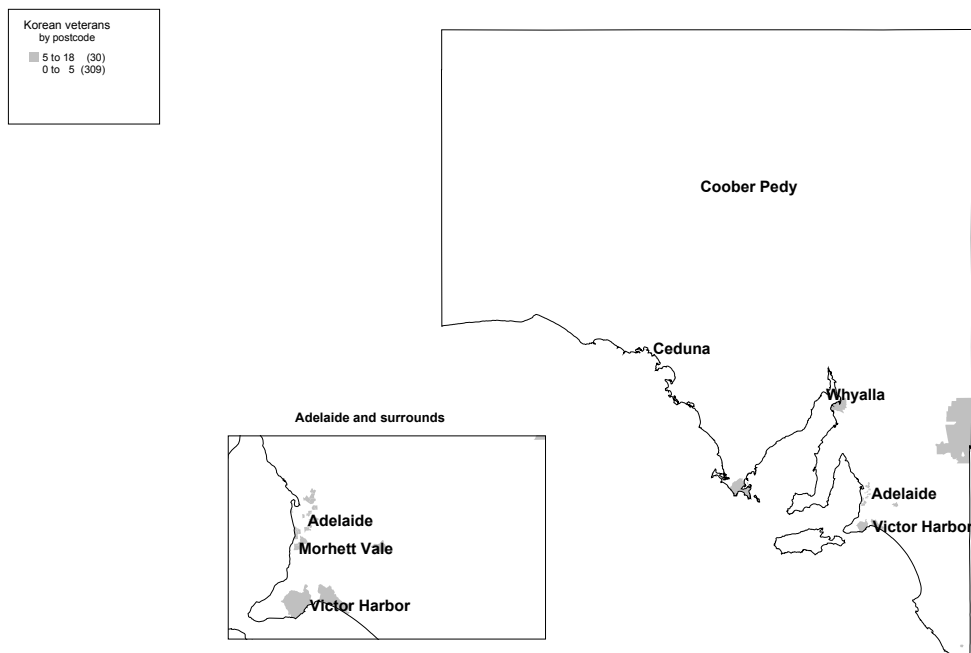 Korean veterans
by postcode
5 to 18 (30)
0 to 5 (309)
Coober Pedy
Ceduna
Whyalla
Adelaide
Victor Harbor
Adelaide and surrounds
Adelaide
Morhett Vale
Victor Harbor